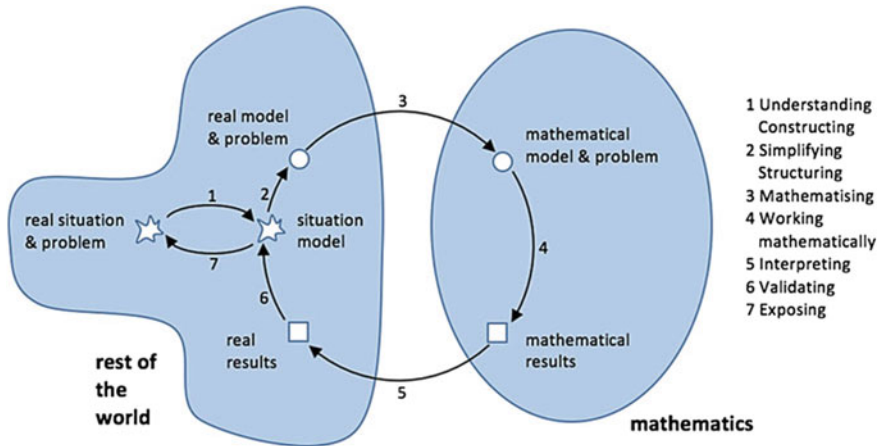 real model
& problem
3
mathematical
model & problem
1
2
real situation
& problem
situation
model
7
4
6
real
results
mathematical
results
5
rest of
the
world
mathematics
1 Understanding
Constructing
2 Simplifying
Structuring
3 Mathematising
4 Working
mathematically
5 Interpreting
6 Validating
7 Exposing